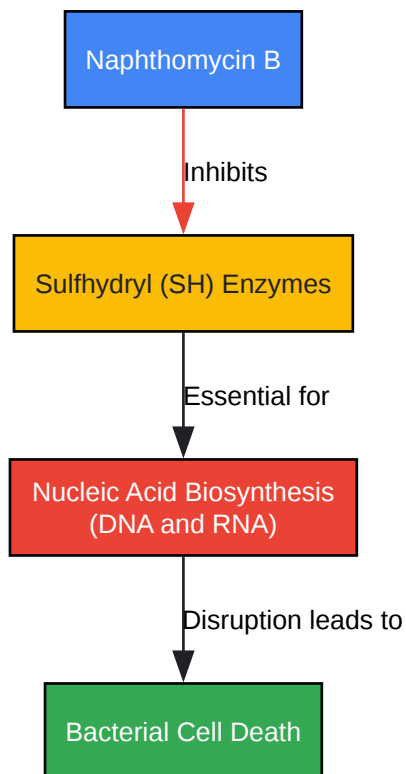 Naphthomycin B
Inhibits
Sulfhydryl (SH) Enzymes
Essential for
Nucleic Acid Biosynthesis
(DNA and RNA)
Disruption leads to
Bacterial Cell Death